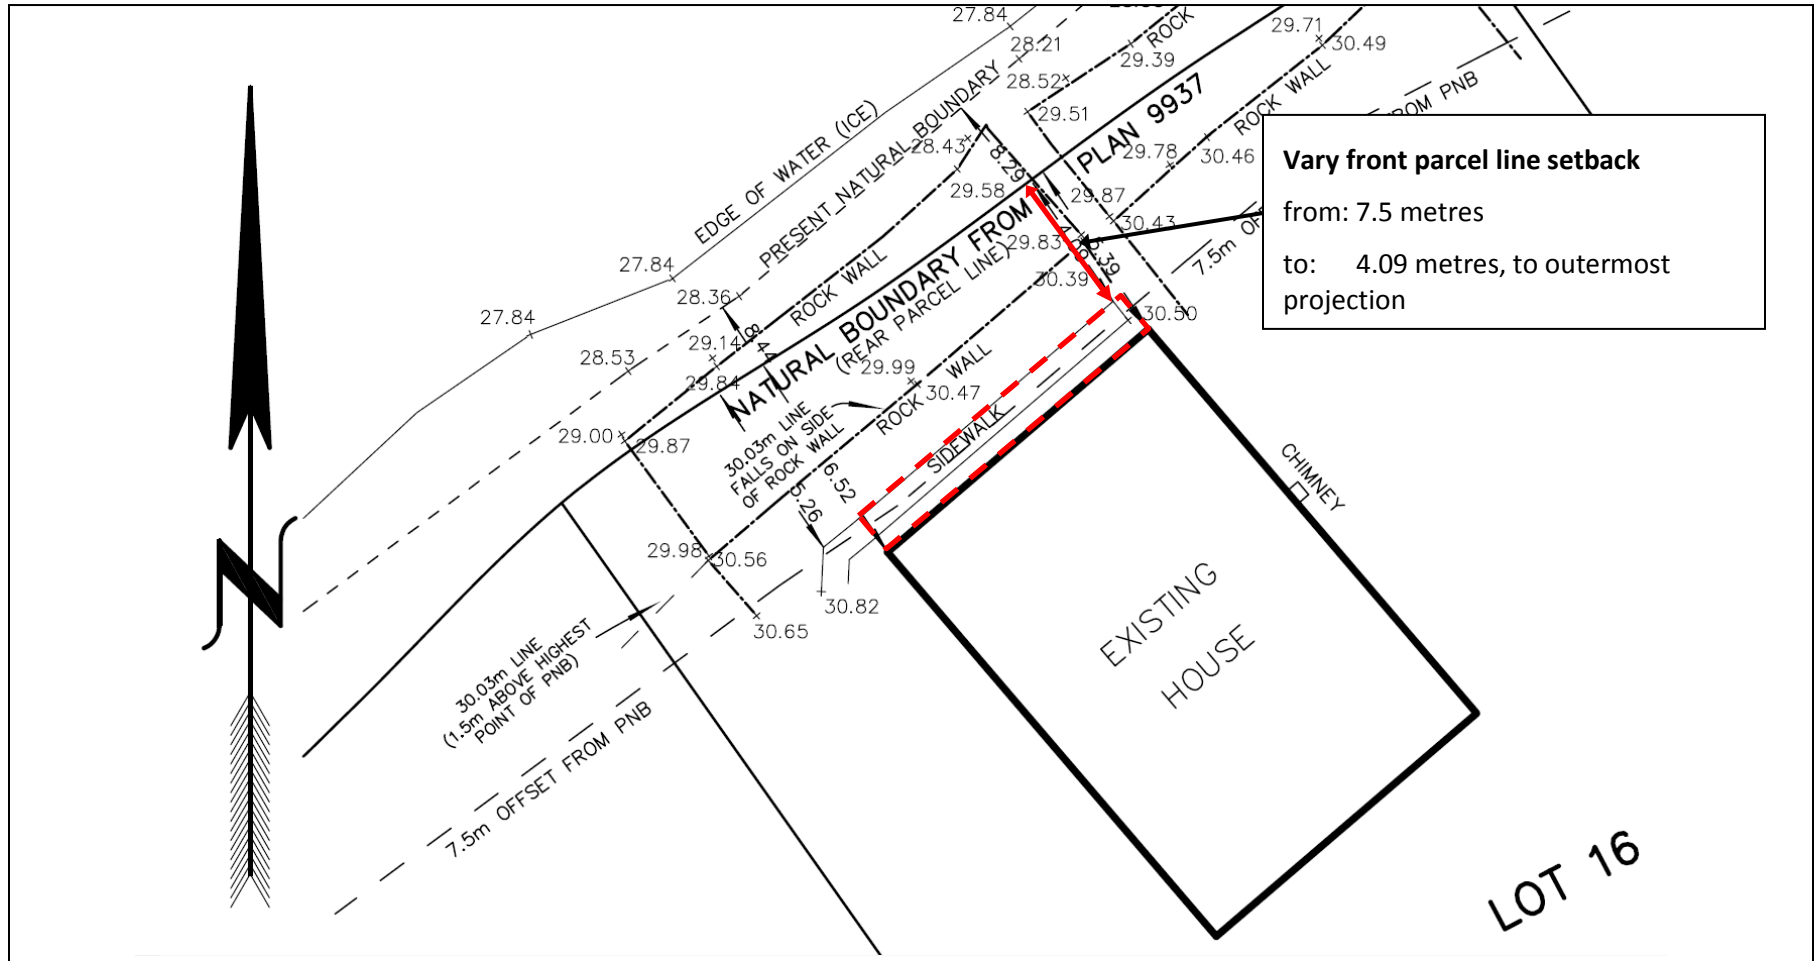 27.84
28.21
ROCK
29.39
28.52
29.51
29.71
30.49
ROCK WALL
OM PNB
PLAN 9937
EDGE OF WATER (ICE)
PRESENT NATURAL BOUNDARY
28.43
8.29
29.58
29.78
30.46
29.87
30.43
7.5m OF
Vary front parcel line setback
from: 7.5 metres
to: 4.09 metres, to outermost
projection
27.84
28.36
ROCK WALL
NATURAL BOUNDARY FROM
(REAR PARCEL LINE)
29.83
5.39
30.39
30.50
27.84
28.53
29.14
8.44
29.84
29.99
30.47
ROCK WALL
29.00
29.87
30.03m LINE
FALLS ON SIDE
OF ROCK WALL
SIDEWALK
6.52
5.26
CHIMNEY
29.98
30.56
30.82
30.65
30.03m LINE
(1.5m ABOVE HIGHEST
POINT OF PNB)
7.5m OFFSET FROM PNB
EXISTING
HOUSE
LOT 16
N